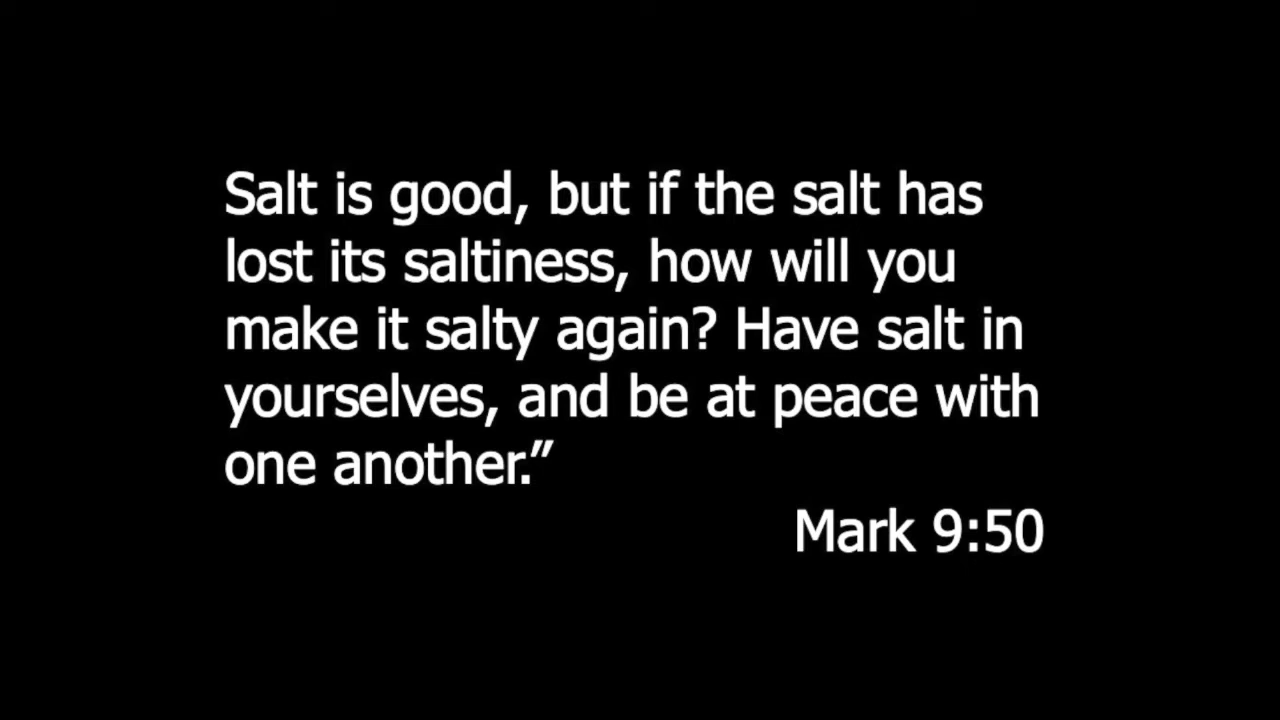 Salt is good, but if the salt has
lost its saltiness, how will you
make it salty again? Have salt in
yourselves, and be at peace with
one another.”
Mark 9:50